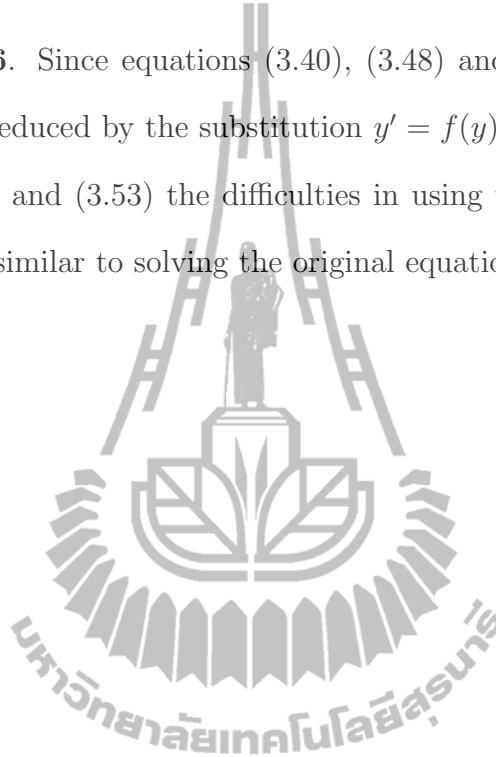 6. Since equations (3.40), (3.48) and
educed by the substitution y′ = f(y)
and (3.53) the difficulties in using
similar to solving the original equatio
มหาวิทยาลัยเทคโนโลยีสุรนารี